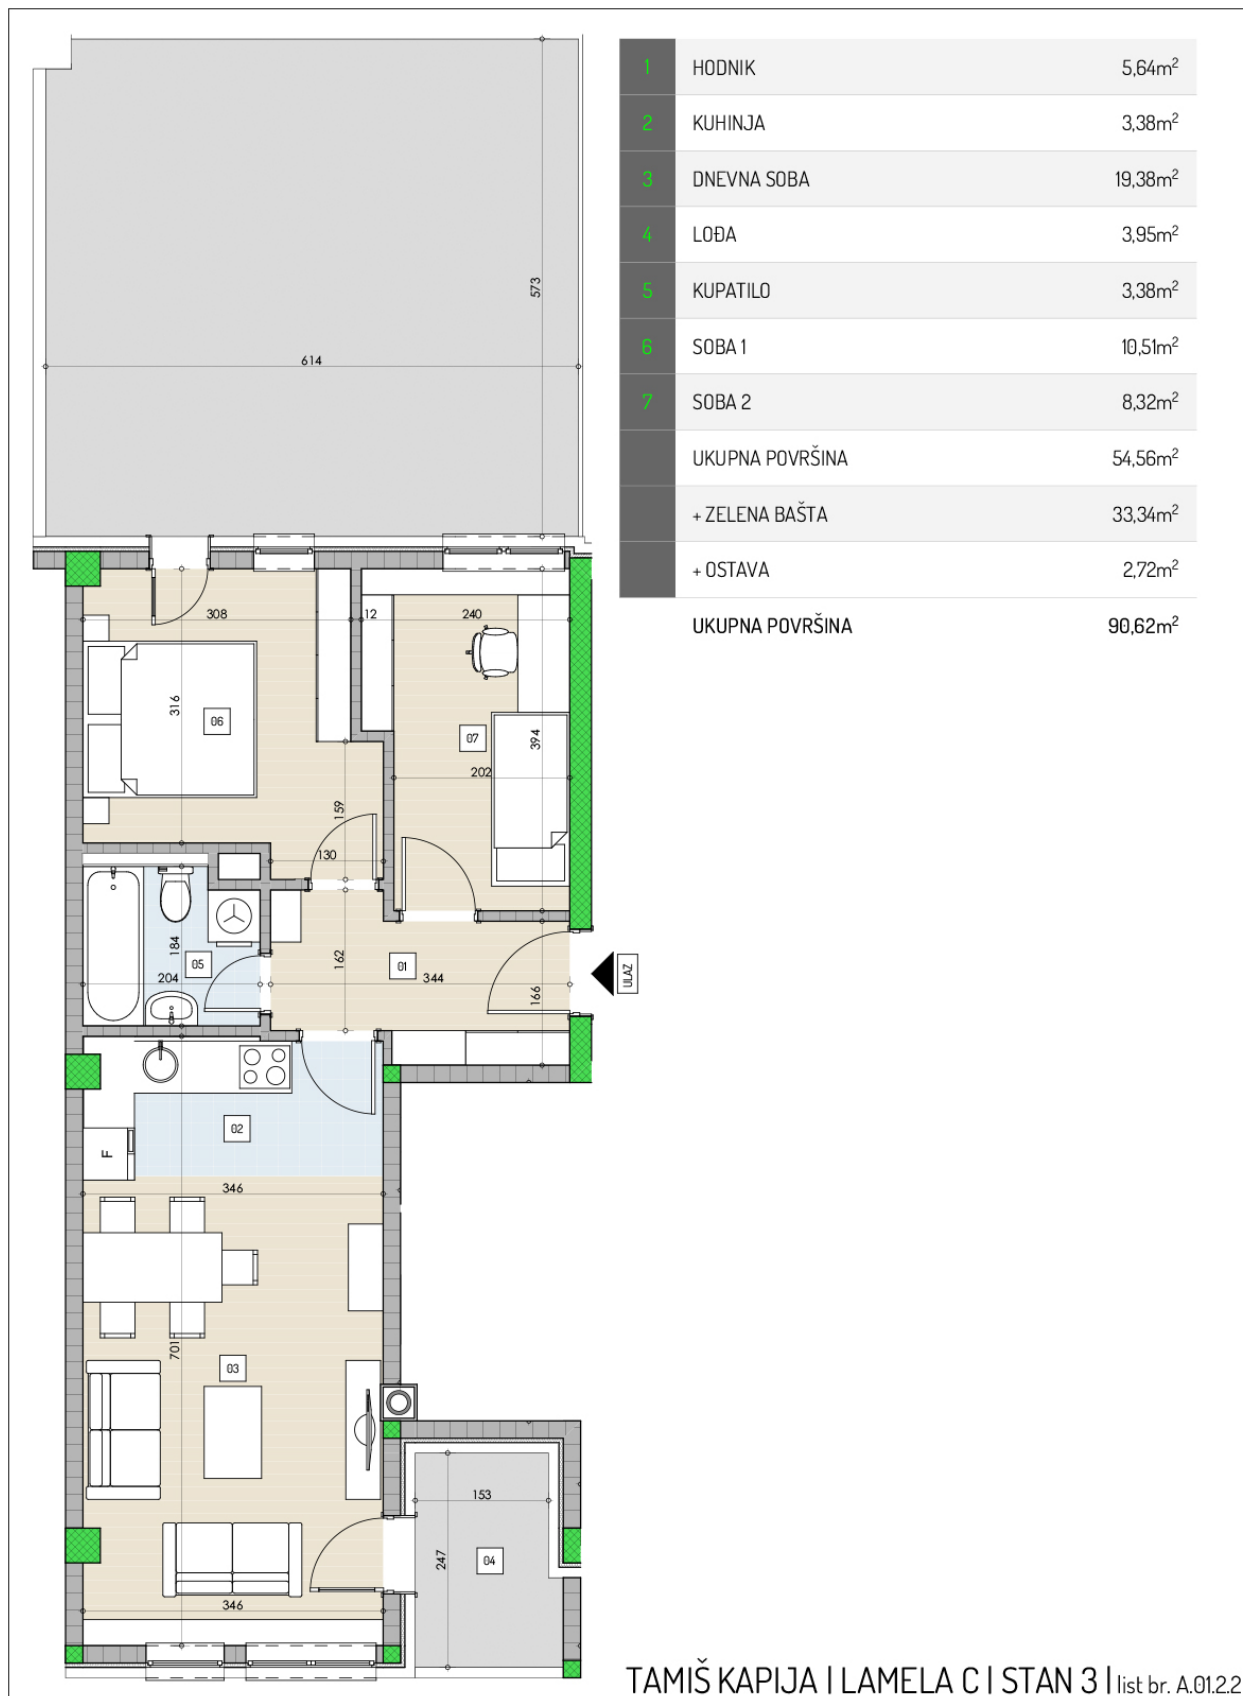 1 HODNIK 5,64m²
2 KUHINJA 3,38m²
3 DNEVNA SOBA 19,38m²
4 LOĐA 3,95m²
5 KUPATILO 3,38m²
6 SOBA 1 10,51m²
7 SOBA 2 8,32m²
UKUPNA POVRŠINA 54,56m²
+ ZELENA BAŠTA 33,34m²
+ OSTAVA 2,72m²
UKUPNA POVRŠINA 90,62m²
573
614
308
12
240
316
06
07
394
202
159
130
184
05
204
162
01
344
166
ULAZ
02
F
346
701
03
153
247
04
346
TAMIŠ KAPIJA | LAMELA C | STAN 3 | list br. A.01.2.2